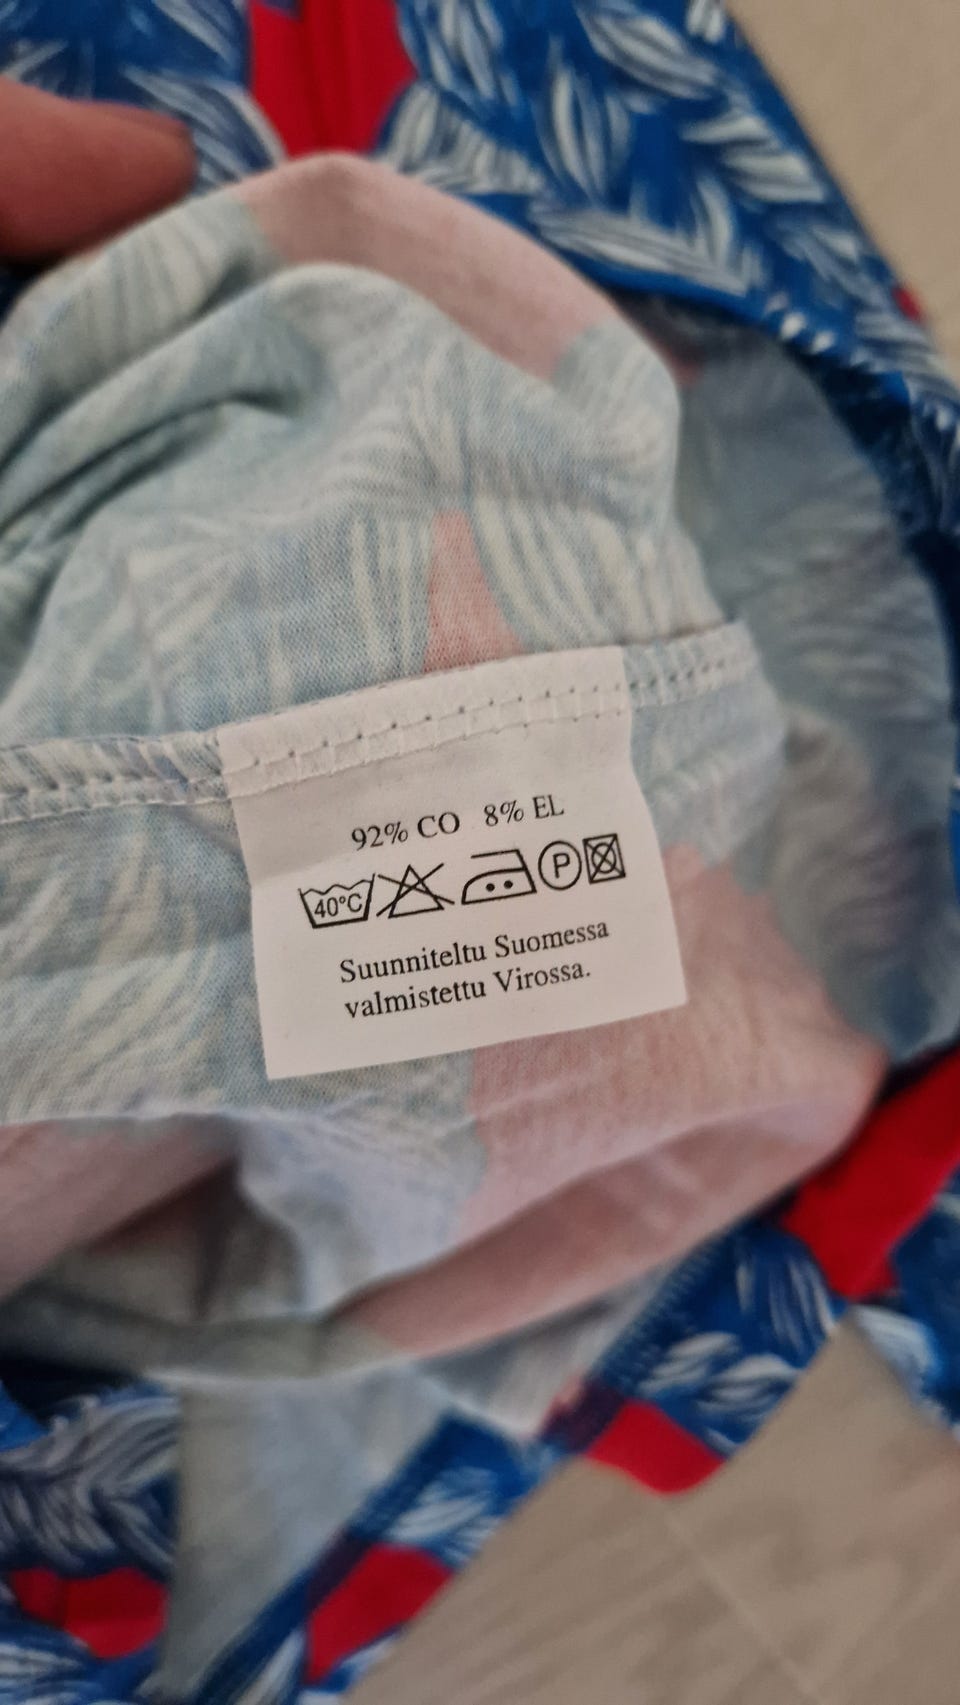 92% CO 8% EL
40°C P
Suunniteltu Suomessa
valmistettu Virossa.